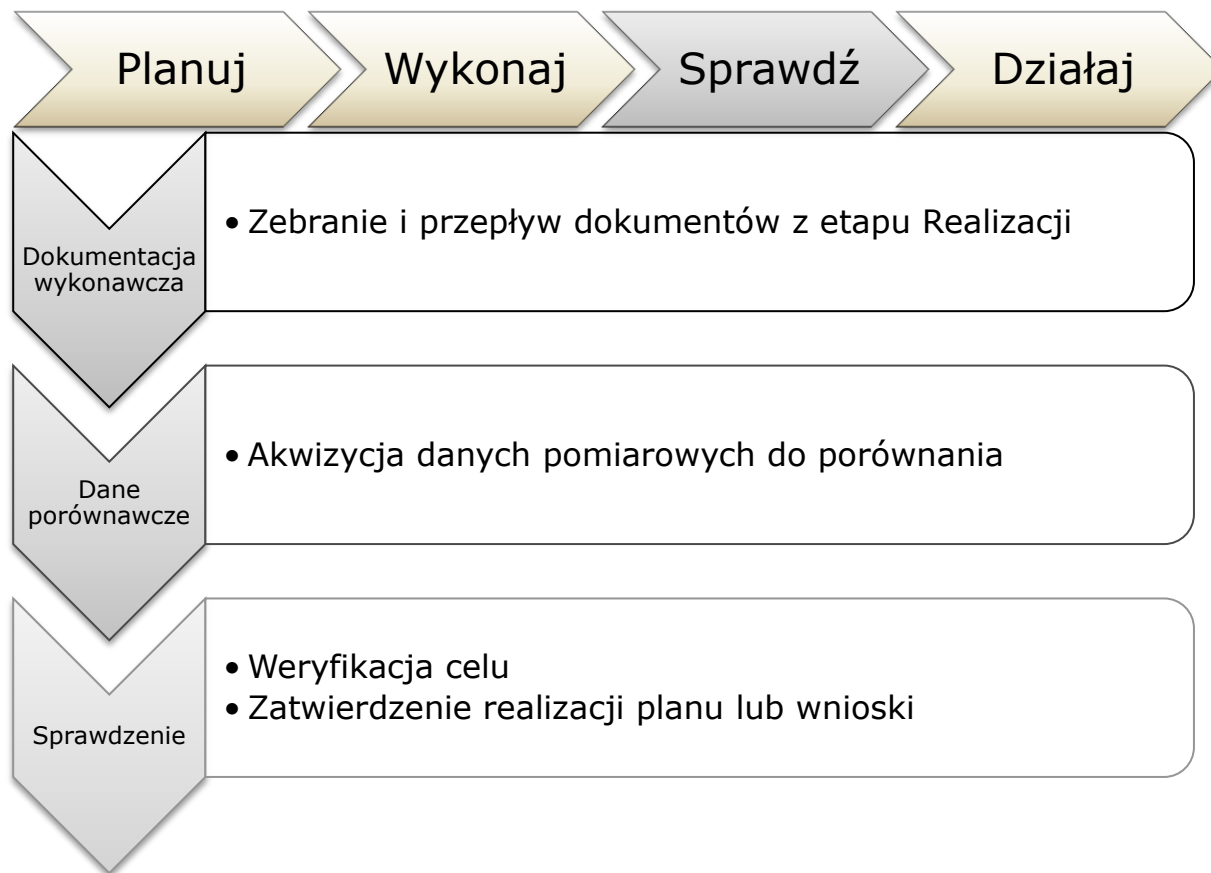 Planuj
Wykonaj
Sprawdź
Działaj
Dokumentacja
wykonawcza
• Zebranie i przepływ dokumentów z etapu Realizacji
Dane
porównawcze
• Akwizycja danych pomiarowych do porównania
Sprawdzenie
• Weryfikacja celu
• Zatwierdzenie realizacji planu lub wnioski